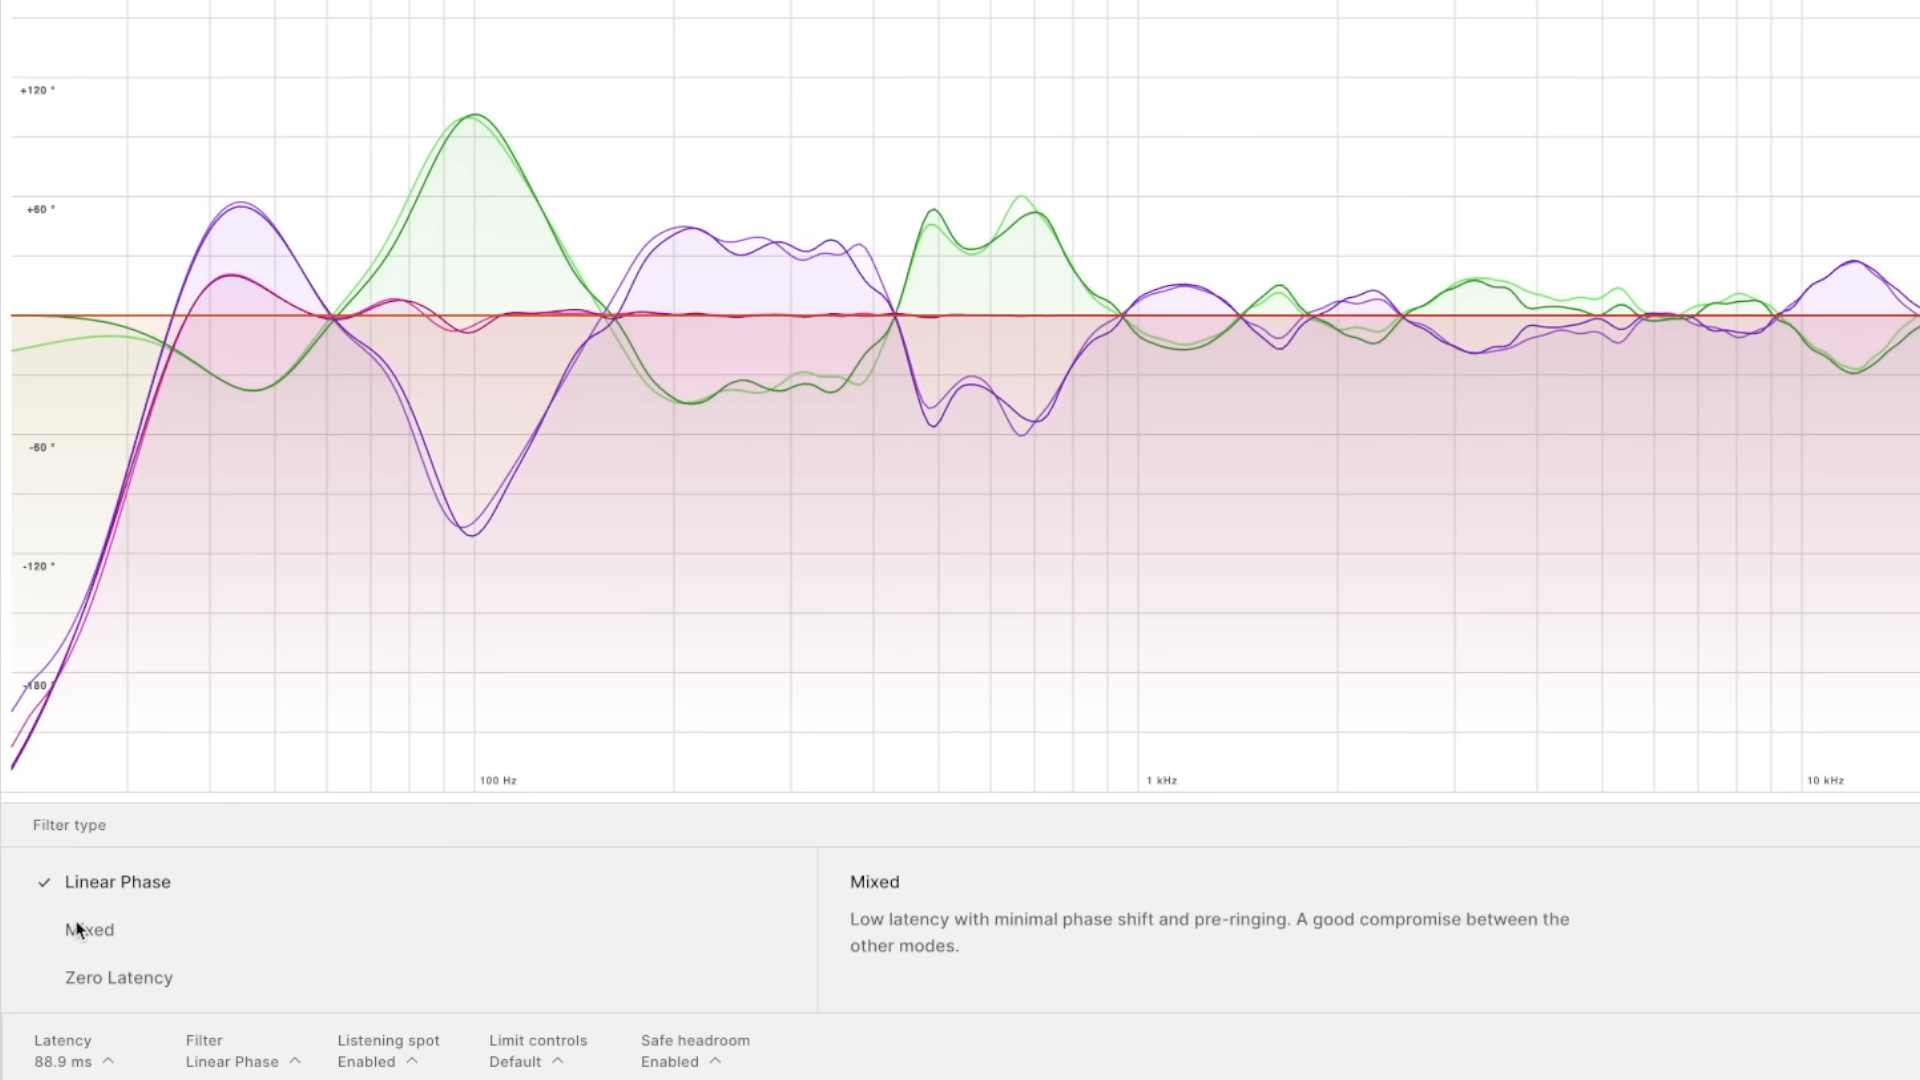 +120 °
+60 °
-60 °
-120 °
-180 °
100 Hz
1 kHz
10 kHz
Filter type
Linear Phase
Mixed
Zero Latency
Mixed
Low latency with minimal phase shift and pre-ringing. A good compromise between the
other modes.
Latency
88.9 ms
Filter
Linear Phase
Listening spot
Enabled
Limit controls
Default
Safe headroom
Enabled